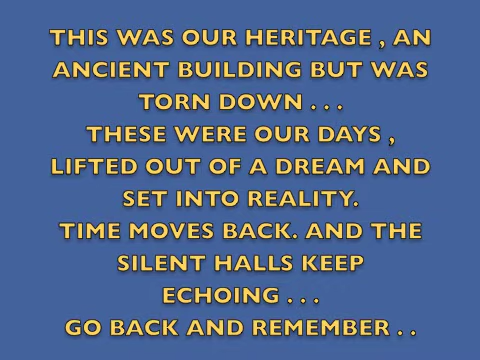 THIS WAS OUR HERITAGE , AN
ANCIENT BUILDING BUT WAS
TORN DOWN . . .
THESE WERE OUR DAYS ,
LIFTED OUT OF A DREAM AND
SET INTO REALITY.
TIME MOVES BACK. AND THE
SILENT HALLS KEEP
ECHOING . . .
GO BACK AND REMEMBER . .